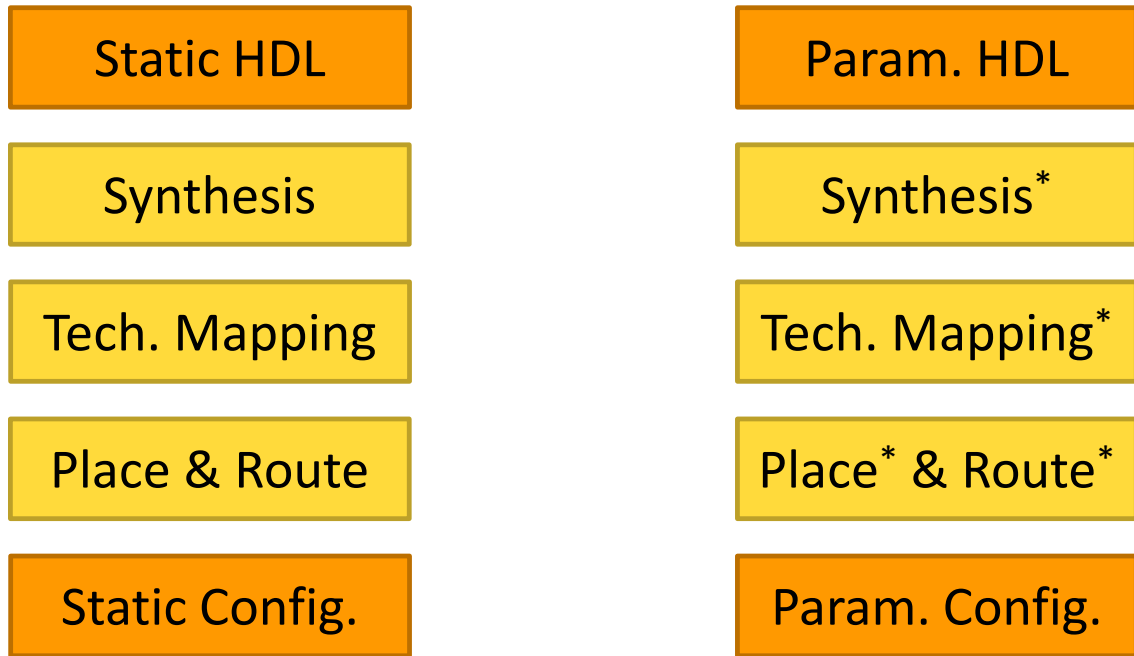 Static HDL
Param. HDL
Synthesis
Synthesis*
Tech. Mapping
Tech. Mapping*
Place & Route
Place* & Route*
Static Config.
Param. Config.